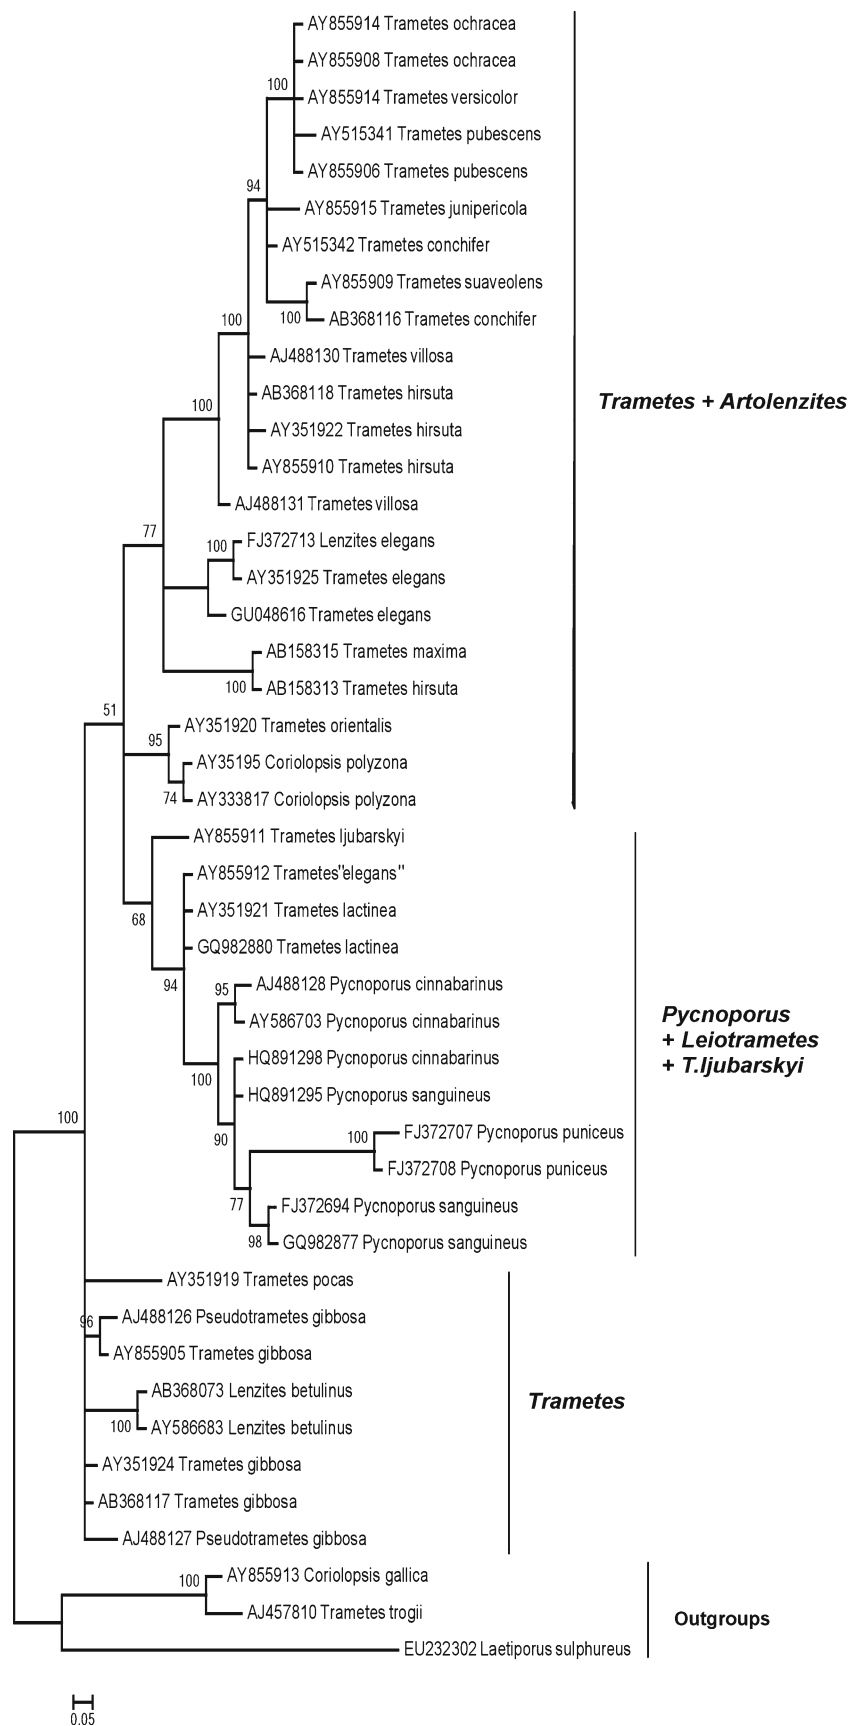 AY855914 Trametes ochracea
AY855908 Trametes ochracea
100
AY855914 Trametes versicolor
AY515341 Trametes pubescens
AY855906 Trametes pubescens
94
AY855915 Trametes junipericola
AY515342 Trametes conchifer
AY855909 Trametes suaveolens
100
AB368116 Trametes conchifer
100
AJ488130 Trametes villosa
AB368118 Trametes hirsuta
Trametes + Artolenzites
100
AY351922 Trametes hirsuta
AY855910 Trametes hirsuta
AJ488131 Trametes villosa
77
FJ372713 Lenzites elegans
100
AY351925 Trametes elegans
GU048616 Trametes elegans
AB158315 Trametes maxima
100
AB158313 Trametes hirsuta
51
AY351920 Trametes orientalis
95
AY35195 Coriolopsis polyzona
74
AY333817 Coriolopsis polyzona
AY855911 Trametes ljubarskyi
AY855912 Trametes"elegans"
AY351921 Trametes lactinea
68
GQ982880 Trametes lactinea
94
95
AJ488128 Pycnoporus cinnabarinus
AY586703 Pycnoporus cinnabarinus
Pycnoporus
+ Leiotrametes
+ T.ljubarskyi
HQ891298 Pycnoporus cinnabarinus
100
HQ891295 Pycnoporus sanguineus
100
90
100
FJ372707 Pycnoporus puniceus
FJ372708 Pycnoporus puniceus
77
FJ372694 Pycnoporus sanguineus
98
GQ982877 Pycnoporus sanguineus
AY351919 Trametes pocas
96
AJ488126 Pseudotrametes gibbosa
AY855905 Trametes gibbosa
AB368073 Lenzites betulinus
Trametes
100
AY586683 Lenzites betulinus
AY351924 Trametes gibbosa
AB368117 Trametes gibbosa
AJ488127 Pseudotrametes gibbosa
100
AY855913 Coriolopsis gallica
AJ457810 Trametes trogii
Outgroups
EU232302 Laetiporus sulphureus
0.05